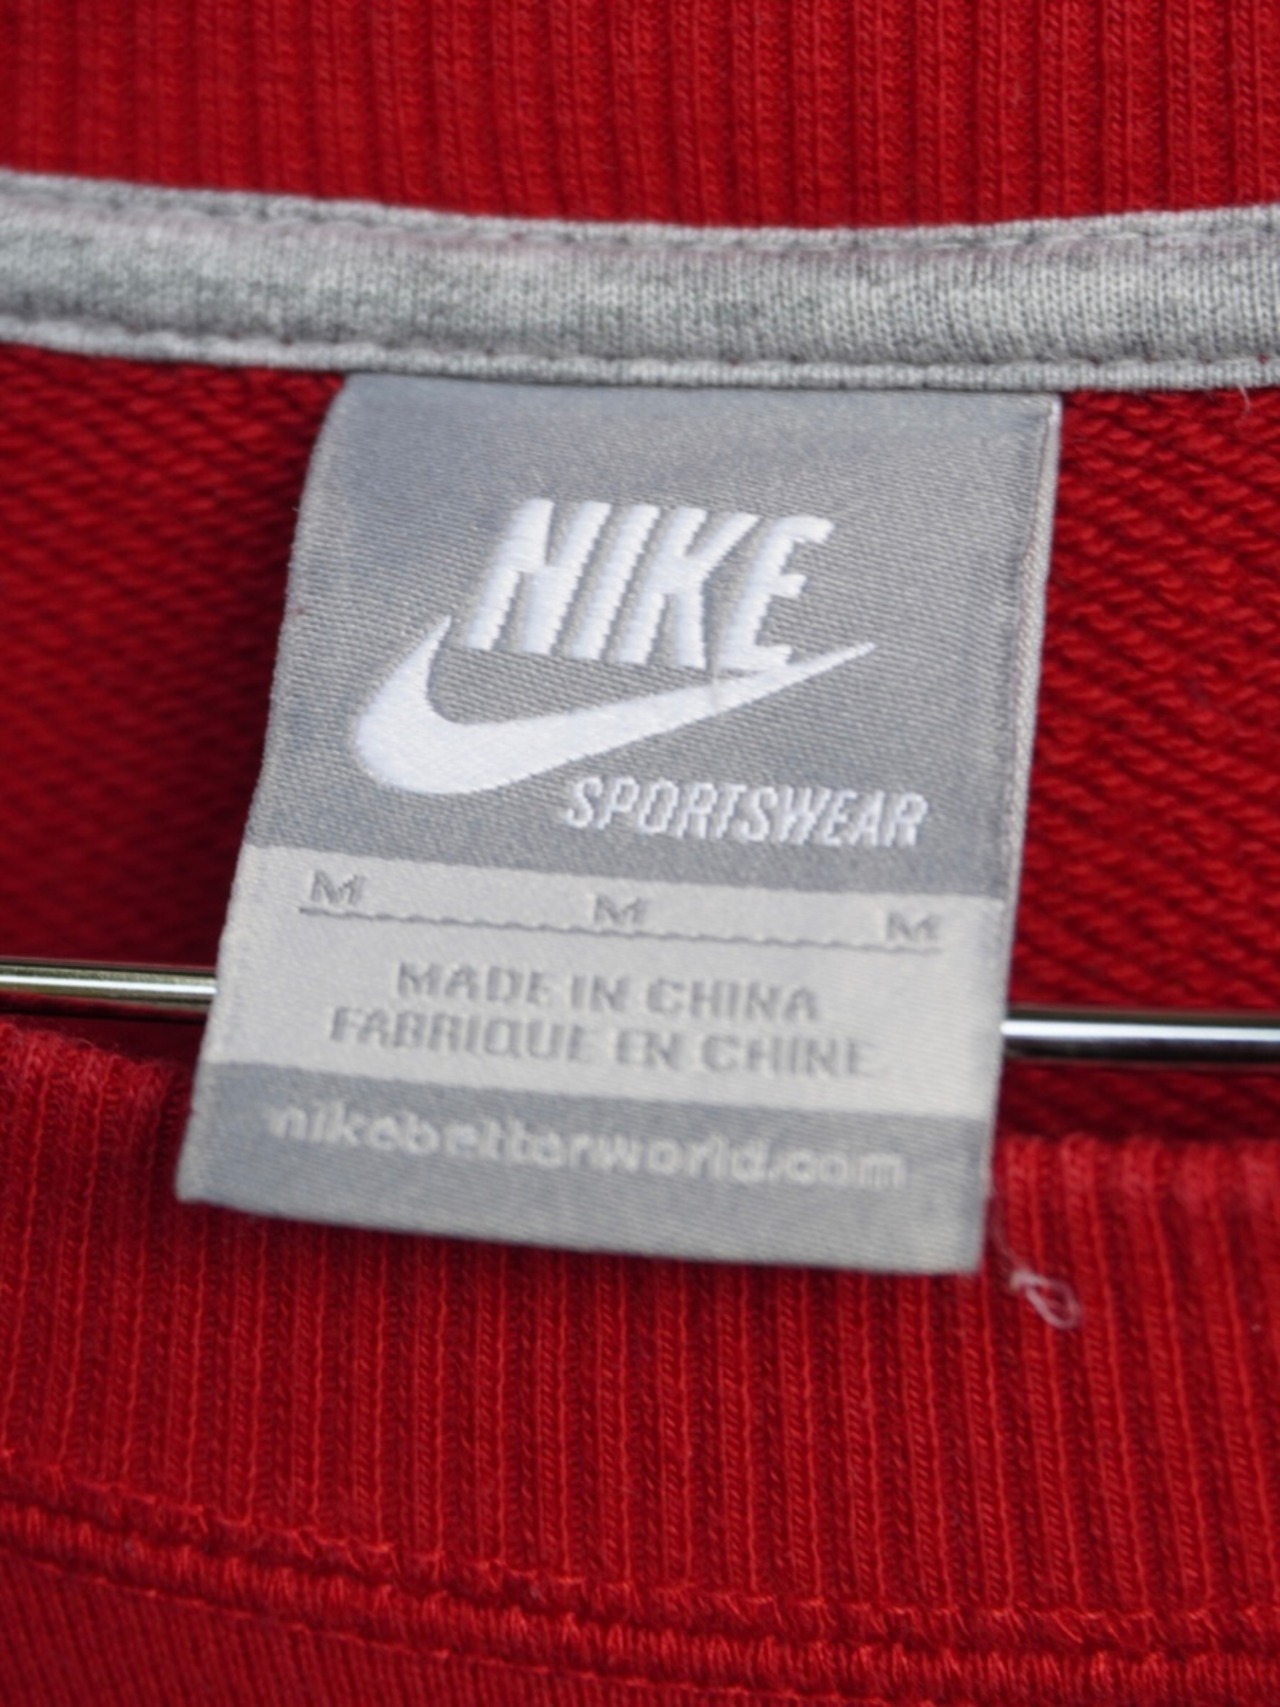 NIKE
SPORTSWEAR
M M M
MADE IN CHINA
FABRIQUE EN CHINE
nikebetterworld.com